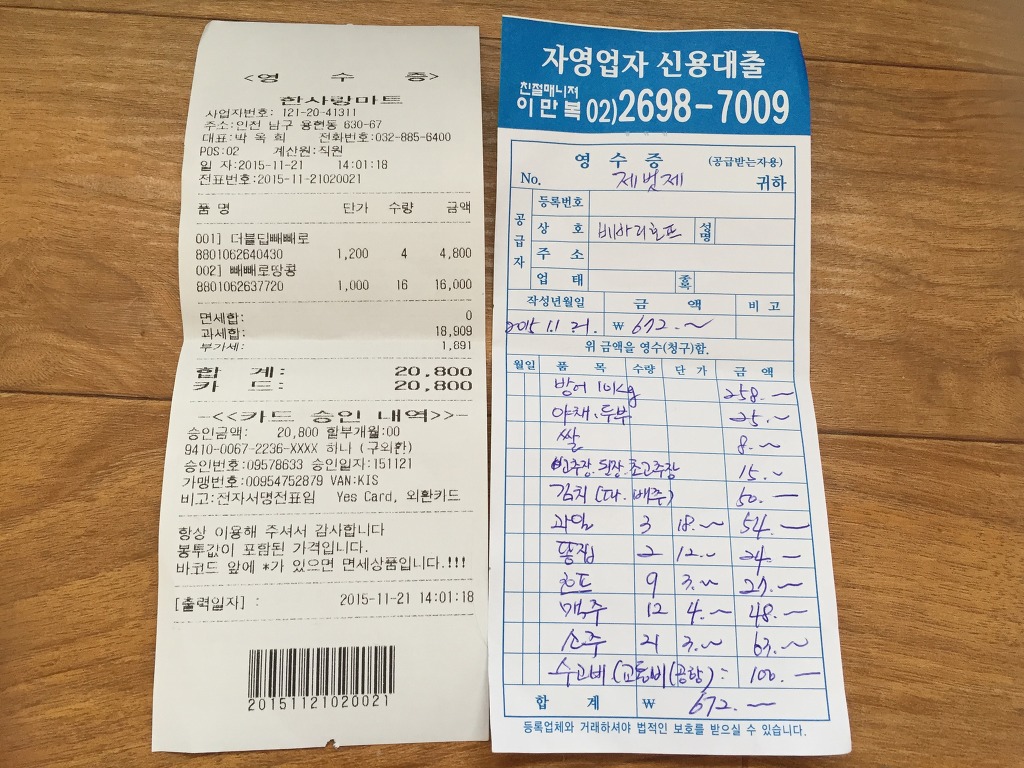 <영 수 증>
한사랑마트
사업자번호: 121-20-41311
주소:인천 남구 용현동 630-67
대표:박 옥 희 전화번호:032-885-6400
POS:02 계산원:직원
일 자:2015-11-21 14:01:18
전표번호:2015-11-21020021
품 명 단가 수량 금액
001] 더블딥빼빼로
8801062640430 1,200 4 4,800
002] 빼빼로땅콩
8801062637720 1,000 16 16,000
면세합: 0
과세합: 18,909
부가세: 1,891
합 계: 20,800
카 드: 20,800
-<<카드 승인 내역>>-
승인금액: 20,800 할부개월:00
9410-0067-2236-XXXX 하나 (구외환)
승인번호:09578633 승인일자:151121
가맹번호:00954752879 VAN:KIS
비고:전자서명전표임 Yes Card, 외환카드
항상 이용해 주셔서 감사합니다
봉투값이 포함된 가격입니다.
바코드 앞에 *가 있으면 면세상품입니다.!!!
[출력일자] : 2015-11-21 14:01:18
20151121020021
자영업자 신용대출
친절매니져
이만복 02)2698-7009
영 수 증 (공급받는자용)
No. 제벗제 귀하
공급자
등록번호
상 호 비바리호프 성명
주 소
업 태 종목
작성년월일 금 액 비 고
2015 11. 21. ₩ 672.~
위 금액을 영수(청구)함.
월일 품 목 수량 단 가 금 액
방어 258.—
야채.두부 25.~
쌀 8.~
된장.초고추장 15.~
김치 50.—
과일 3 18.~ 54.—
똥집 2 12.~ 24.—
9 3.~ 27.—
맥주 12 4.~ 48.—
소주 21 3.~ 63.~
수고비(교통비(공항): 100.—
합 계 ₩ 672.—
등록업체와 거래하셔야 법적인 보호를 받으실 수 있습니다.